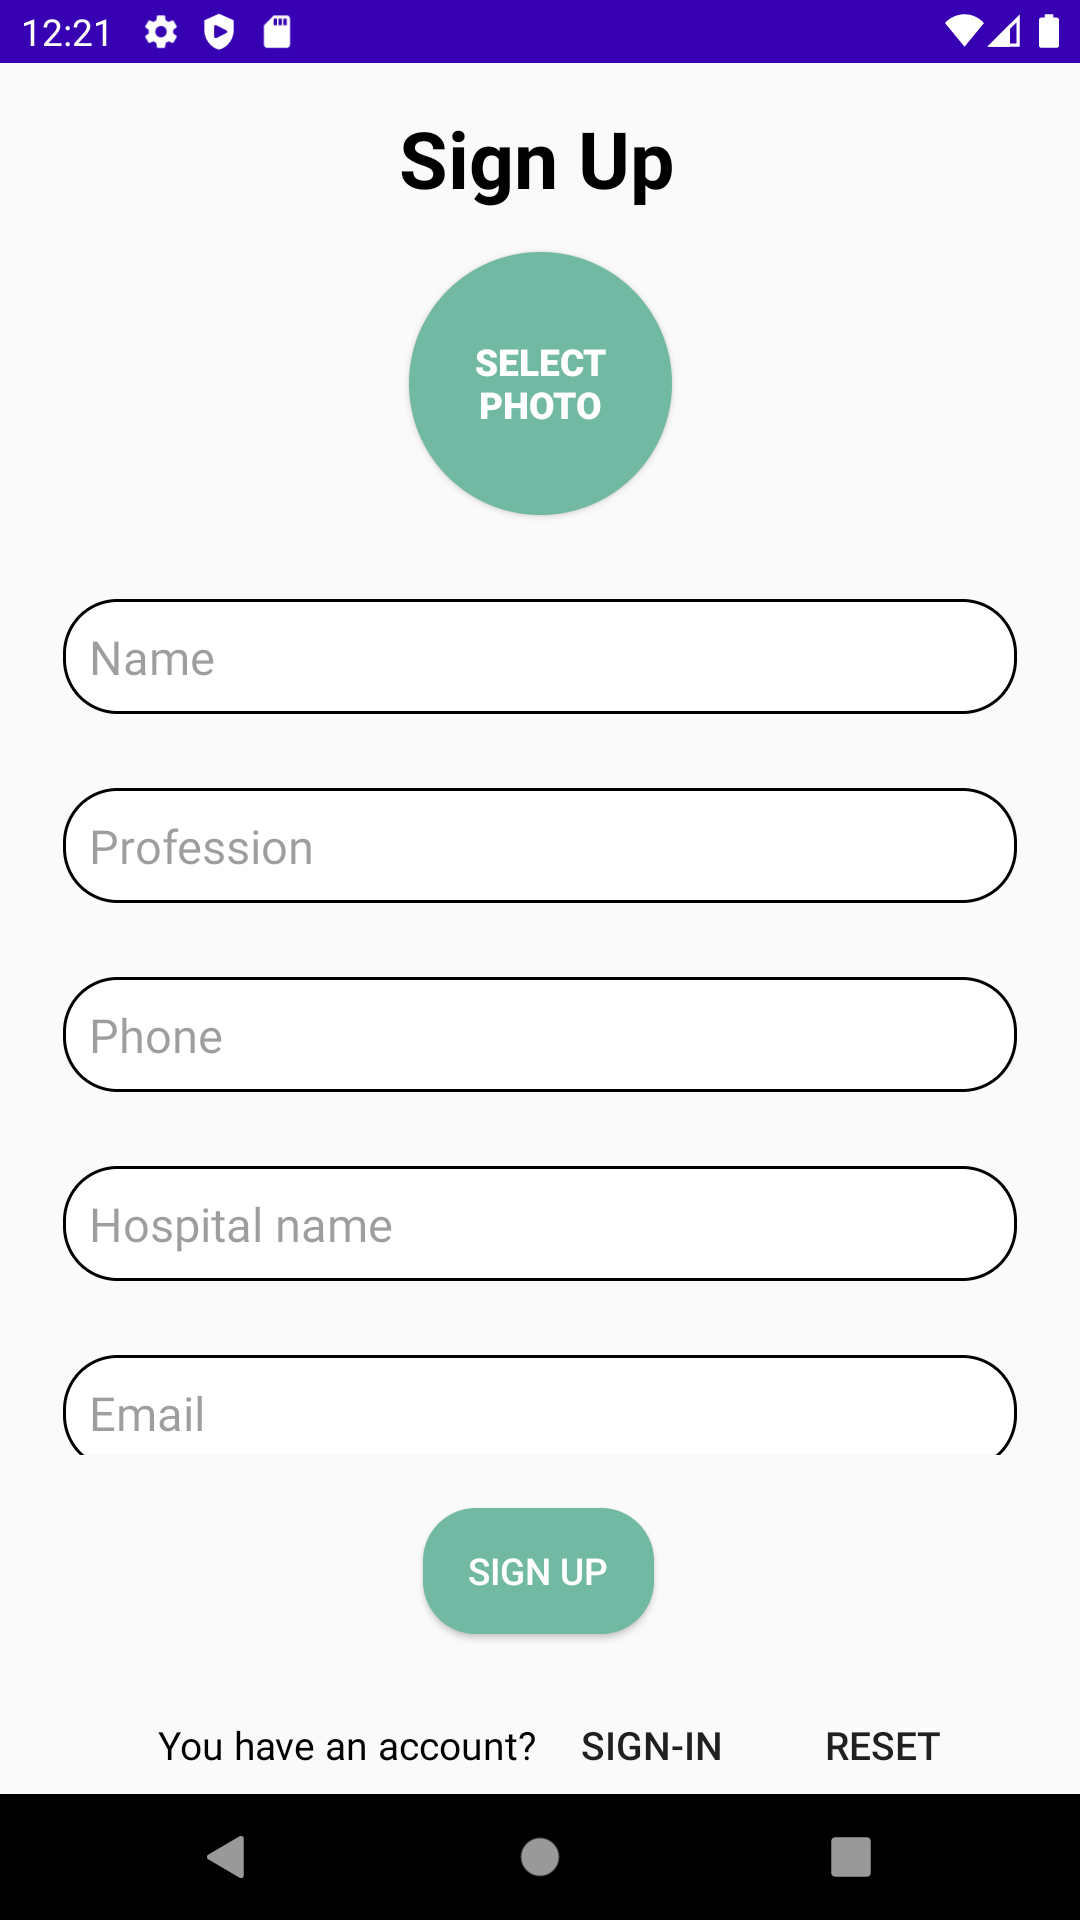 12:21
Sign Up
SELECT
PHOTO
Name
Profession
Phone
Hospital name
Email
SIGN UP
You have an account? SIGN-IN RESET